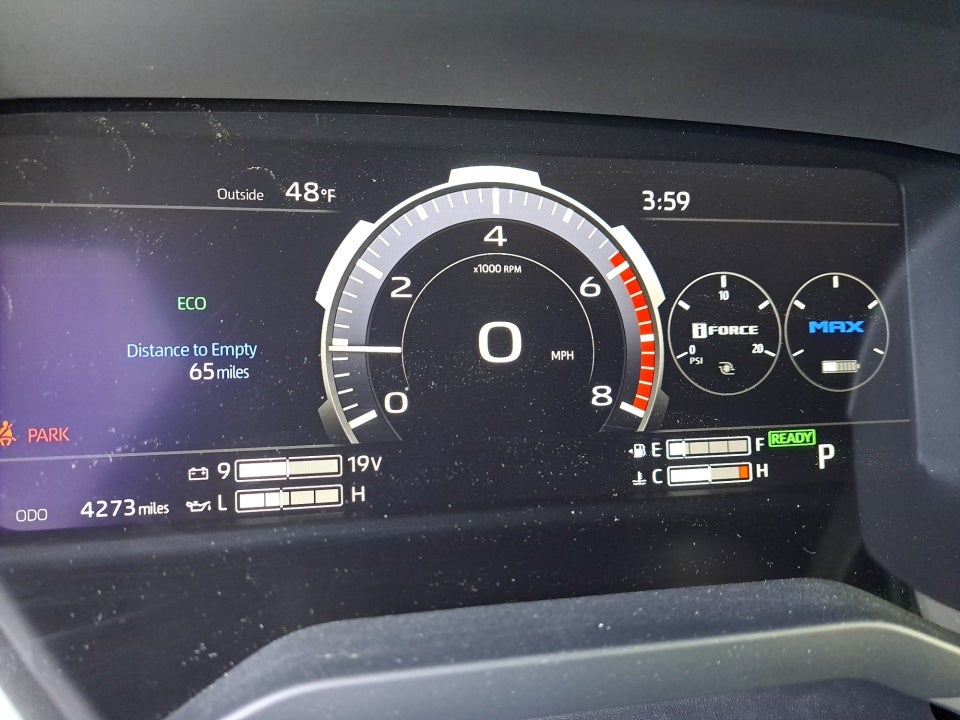 Outside 48°F
3:59
ECO
Distance to Empty
65 miles
PARK
0 2 4 6 8
x1000 RPM
0 MPH
10
iFORCE
0 20
PSI
MAX
9 19V
L H
ODO 4273 miles
E F
C H
READY
P